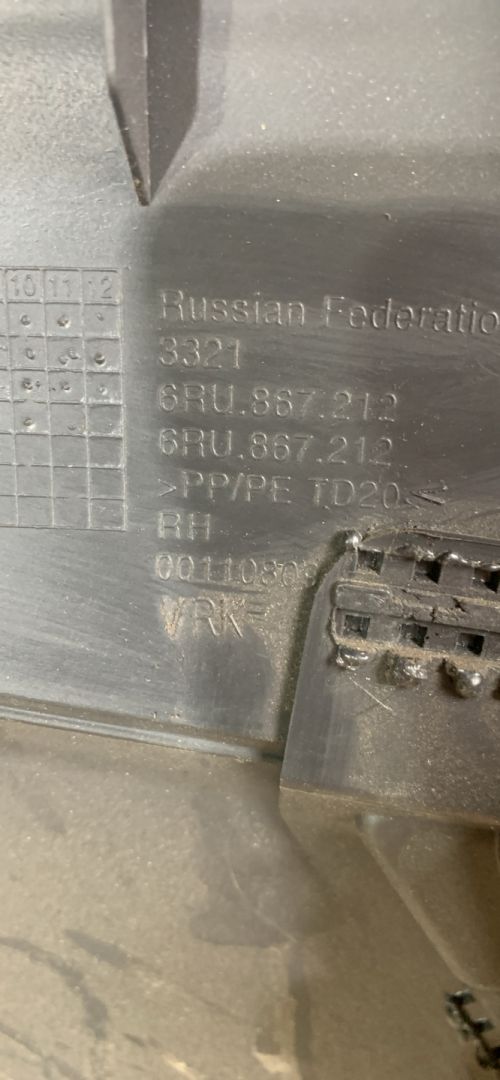 10 11 12
Russian Federatio
3321
6RU.867.212
6RU.867.212
>PP/PE TD20<
RH
VRK